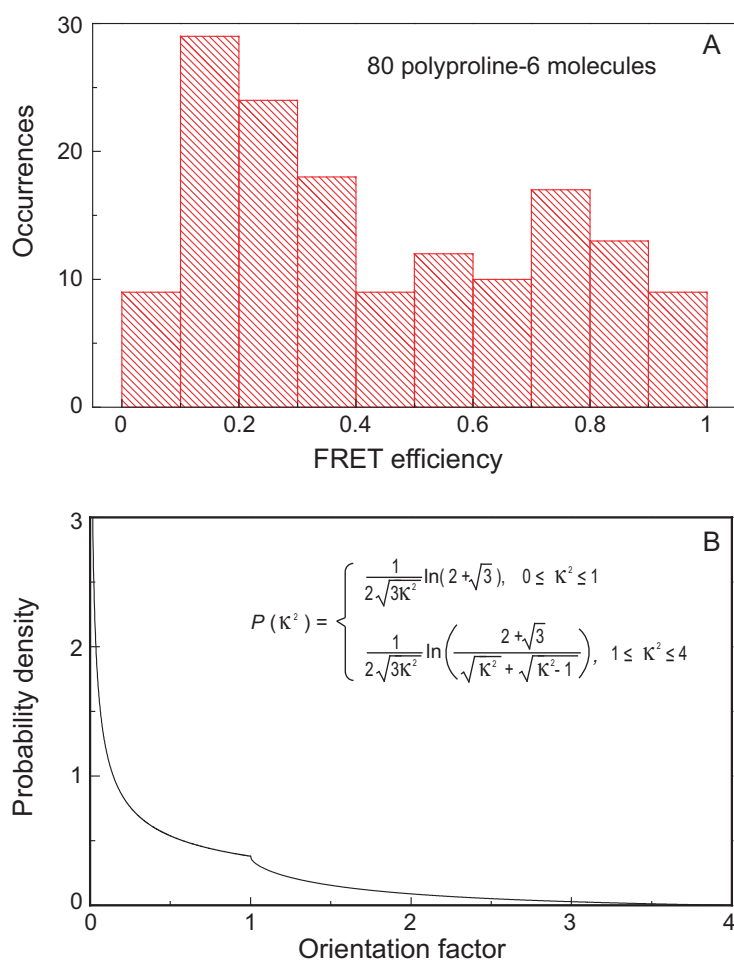 A
80 polyproline-6 molecules
Occurrences
30
20
10
0
0 0.2 0.4 0.6 0.8 1
FRET efficiency
B
Probability density
3
2
1
0
P(κ²) = { 1/(2√3κ²) ln(2+√3), 0 ≤ κ² ≤ 1
1/(2√3κ²) ln((2+√3)/(√κ² + √κ²-1)), 1 ≤ κ² ≤ 4
0 1 2 3 4
Orientation factor